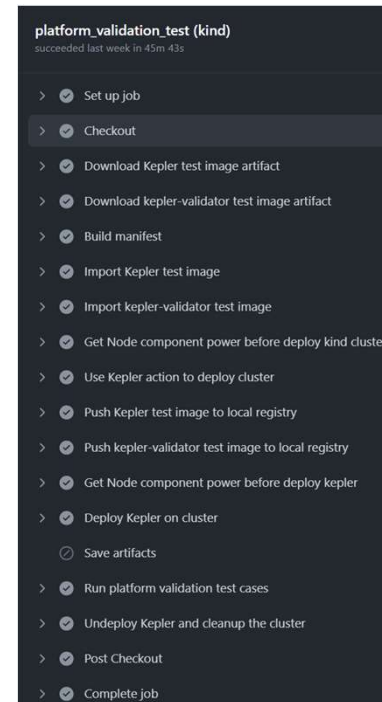 platform_validation_test (kind)
succeeded last week in 45m 43s
Set up job
Checkout
Download Kepler test image artifact
Download kepler-validator test image artifact
Build manifest
Import Kepler test image
Import kepler-validator test image
Get Node component power before deploy kind cluste
Use Kepler action to deploy cluster
Push Kepler test image to local registry
Push kepler-validator test image to local registry
Get Node component power before deploy kepler
Deploy Kepler on cluster
Save artifacts
Run platform validation test cases
Undeploy Kepler and cleanup the cluster
Post Checkout
Complete job